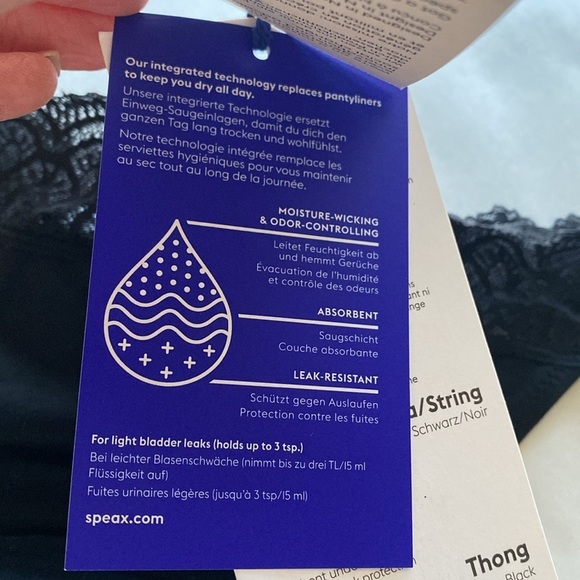 Our integrated technology replaces pantyliners
to keep you dry all day.
Unsere integrierte Technologie ersetzt
Einweg-Saugeinlagen, damit du dich den
ganzen Tag lang trocken und wohlfühlst.
Notre technologie intégrée remplace les
serviettes hygiéniques pour vous maintenir
au sec tout au long de la journée.
MOISTURE-WICKING
& ODOR-CONTROLLING
Leitet Feuchtigkeit ab
und hemmt Gerüche
Évacuation de l'humidité
et contrôle des odeurs
ABSORBENT
Saugschicht
Couche absorbante
LEAK-RESISTANT
Schützt gegen Auslaufen
Protection contre les fuites
For light bladder leaks (holds up to 3 tsp.)
Bei leichter Blasenschwäche (nimmt bis zu drei TL/15 ml
Flüssigkeit auf)
Fuites urinaires légères (jusqu'à 3 tsp/15 ml)
speax.com
/String
Schwarz/Noir
Thong
Black